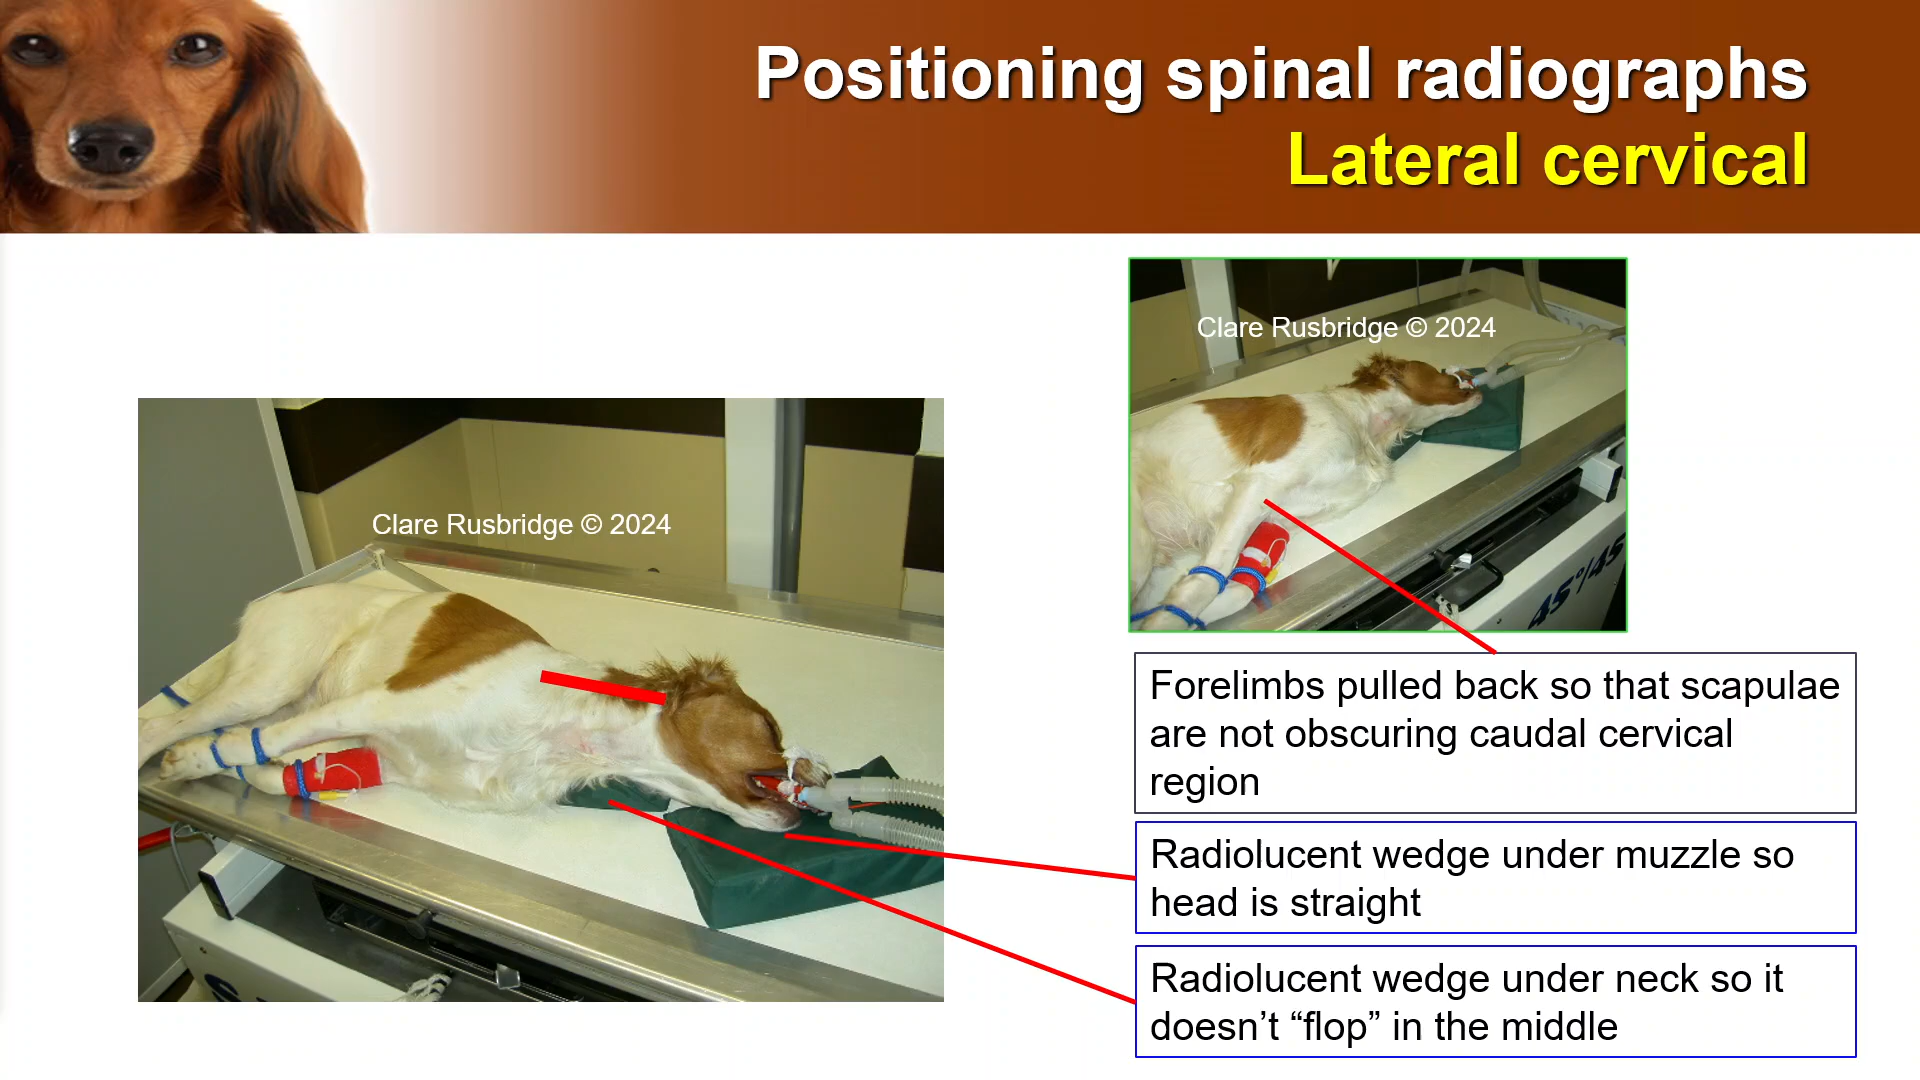 Positioning spinal radiographs
Lateral cervical
Clare Rusbridge © 2024
Clare Rusbridge © 2024
45°/45
Forelimbs pulled back so that scapulae
are not obscuring caudal cervical
region
Radiolucent wedge under muzzle so
head is straight
Radiolucent wedge under neck so it
doesn’t “flop” in the middle